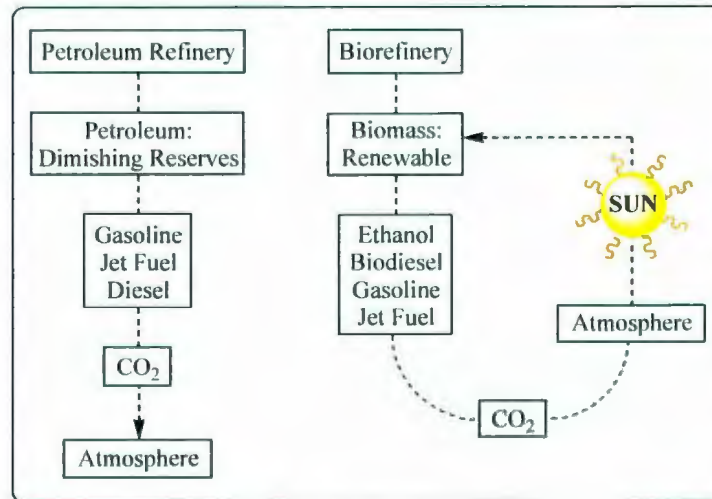 Petroleum Refinery
Petroleum:
Dimishing Reserves
Gasoline
Jet Fuel
Diesel
CO₂
Atmosphere
Biorefinery
Biomass:
Renewable
Ethanol
Biodiesel
Gasoline
Jet Fuel
CO₂
Atmosphere
SUN